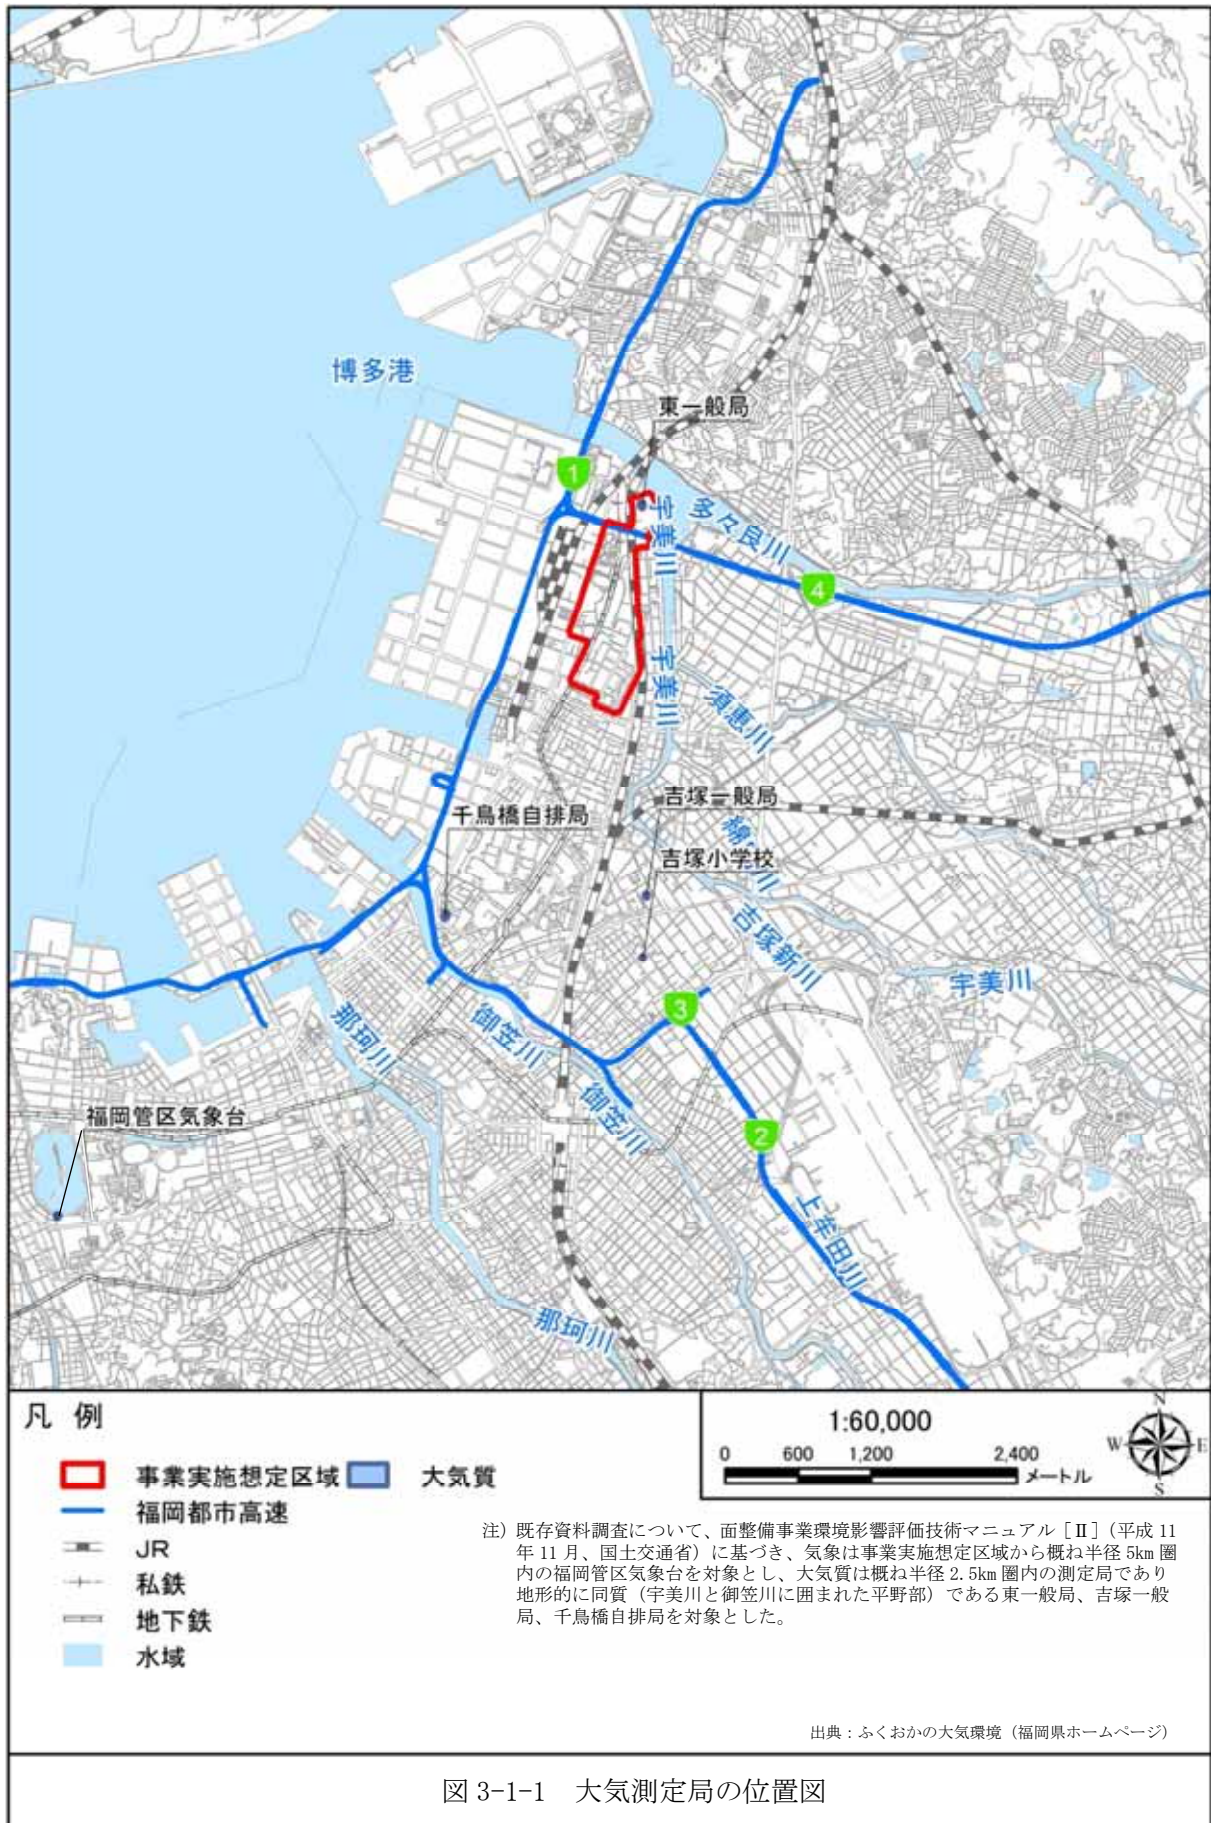 博多港
東一般局
1
宇美川
多々良川
4
宇美川
須恵川
千鳥橋自排局
吉塚一般局
吉塚小学校
吉塚新川
宇美川
3
那珂川
御笠川
御笠川
福岡管区気象台
2
上牟田川
那珂川
凡 例
事業実施想定区域 大気質
福岡都市高速
JR
私鉄
地下鉄
水域
1:60,000
0 600 1,200 2,400
メートル
N
W E
S
注) 既存資料調査について、面整備事業環境影響評価技術マニュアル［Ⅱ］(平成 11
年 11 月、国土交通省) に基づき、気象は事業実施想定区域から概ね半径 5km 圏
内の福岡管区気象台を対象とし、大気質は概ね半径 2.5km 圏内の測定局であり
地形的に同質（宇美川と御笠川に囲まれた平野部）である東一般局、吉塚一般
局、千鳥橋自排局を対象とした。
出典：ふくおかの大気環境（福岡県ホームページ）
図 3-1-1 大気測定局の位置図